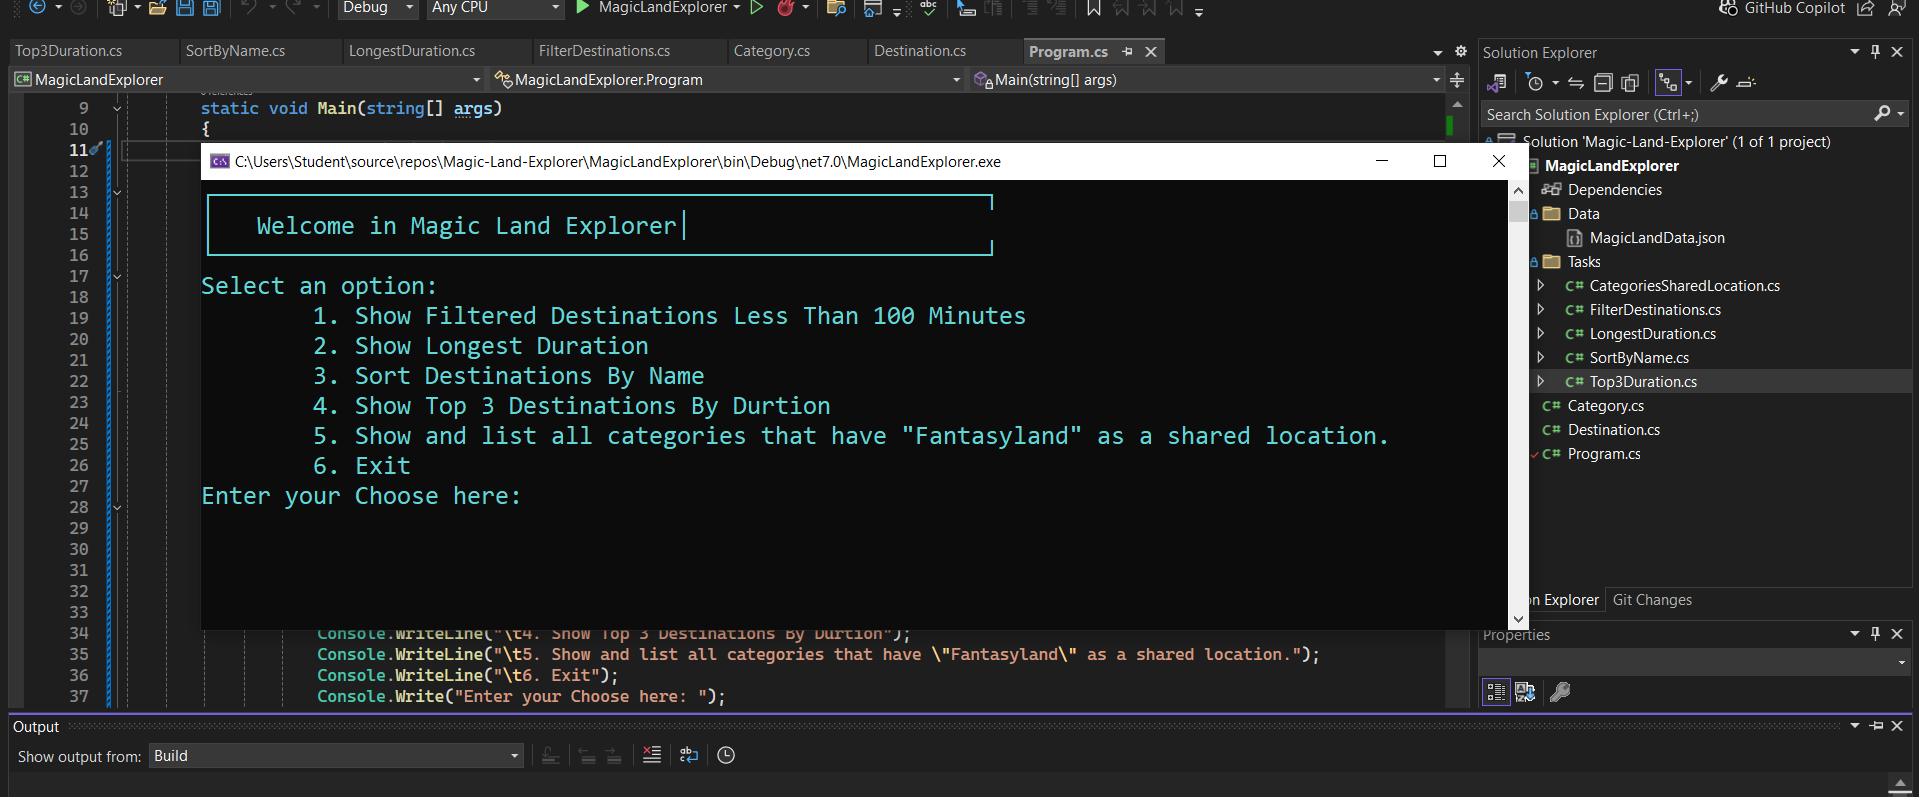 Debug
Any CPU
MagicLandExplorer
GitHub Copilot
Top3Duration.cs
SortByName.cs
LongestDuration.cs
FilterDestinations.cs
Category.cs
Destination.cs
Program.cs
C# MagicLandExplorer
MagicLandExplorer.Program
Main(string[] args)
9 static void Main(string[] args)
10 {
11
12
13
14
15
16
17
18
19
20
21
22
23
24
25
26
27
28
29
30
31
32
33
34 Console.WriteLine("\t4. Show Top 3 Destinations By Durtion");
35 Console.WriteLine("\t5. Show and list all categories that have \"Fantasyland\" as a shared location.");
36 Console.WriteLine("\t6. Exit");
37 Console.Write("Enter your Choose here: ");
C:\Users\Student\source\repos\Magic-Land-Explorer\MagicLandExplorer\bin\Debug\net7.0\MagicLandExplorer.exe
Welcome in Magic Land Explorer
Select an option:
1. Show Filtered Destinations Less Than 100 Minutes
2. Show Longest Duration
3. Sort Destinations By Name
4. Show Top 3 Destinations By Durtion
5. Show and list all categories that have "Fantasyland" as a shared location.
6. Exit
Enter your Choose here:
Solution Explorer
Search Solution Explorer (Ctrl+;)
Solution 'Magic-Land-Explorer' (1 of 1 project)
MagicLandExplorer
Dependencies
Data
MagicLandData.json
Tasks
C# CategoriesSharedLocation.cs
C# FilterDestinations.cs
C# LongestDuration.cs
C# SortByName.cs
C# Top3Duration.cs
C# Category.cs
C# Destination.cs
C# Program.cs
on Explorer
Git Changes
Properties
Output
Show output from: Build